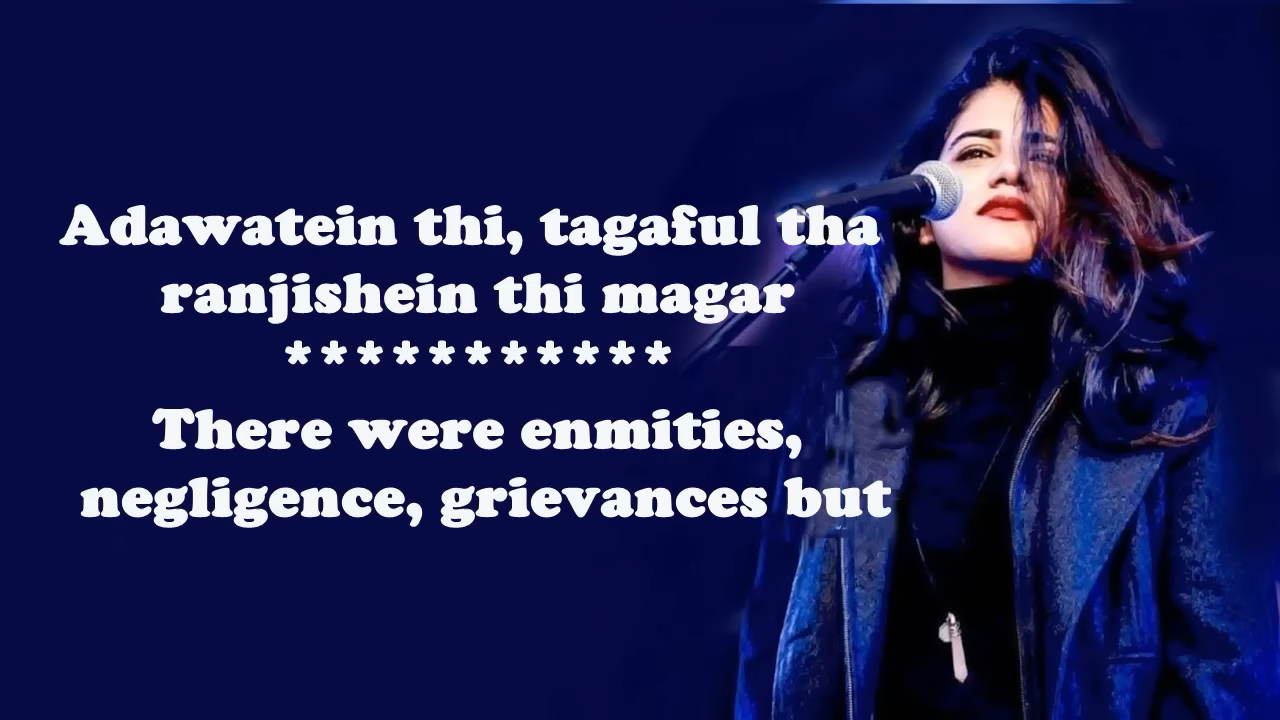 Adawatein thi, tagaful tha
ranjishein thi magar
***********
There were enmities,
negligence, grievances but